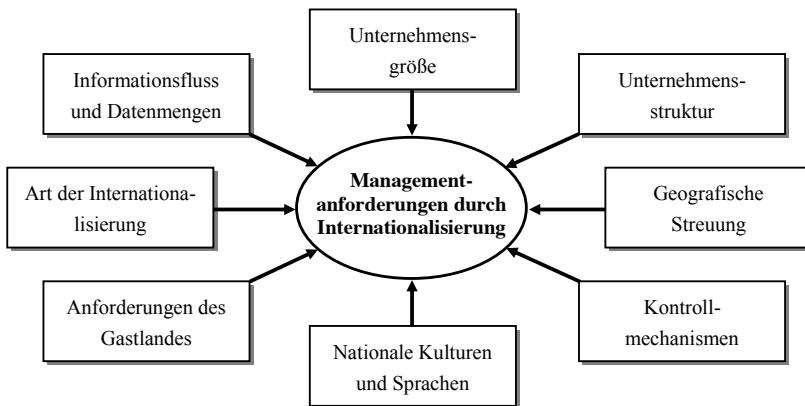 Unternehmens-
größe
Informationsfluss
und Datenmengen
Unternehmens-
struktur
Art der Internationa-
lisierung
Management-
anforderungen durch
Internationalisierung
Geografische
Streuung
Anforderungen des
Gastlandes
Nationale Kulturen
und Sprachen
Kontroll-
mechanismen